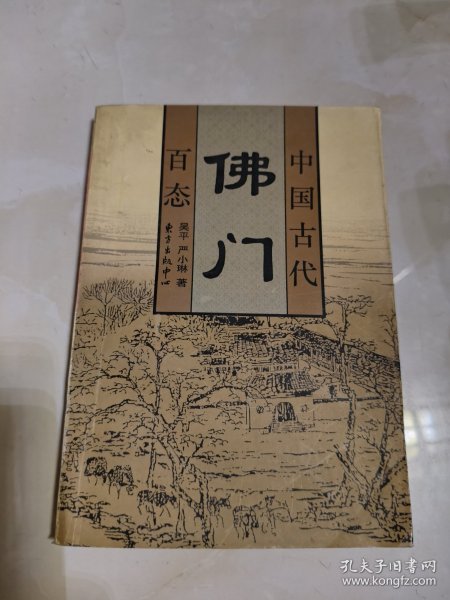 中国古代
佛门
百态
吴平 严小琳 著
东方出版中心
孔夫子旧书网
www.kongfz.com